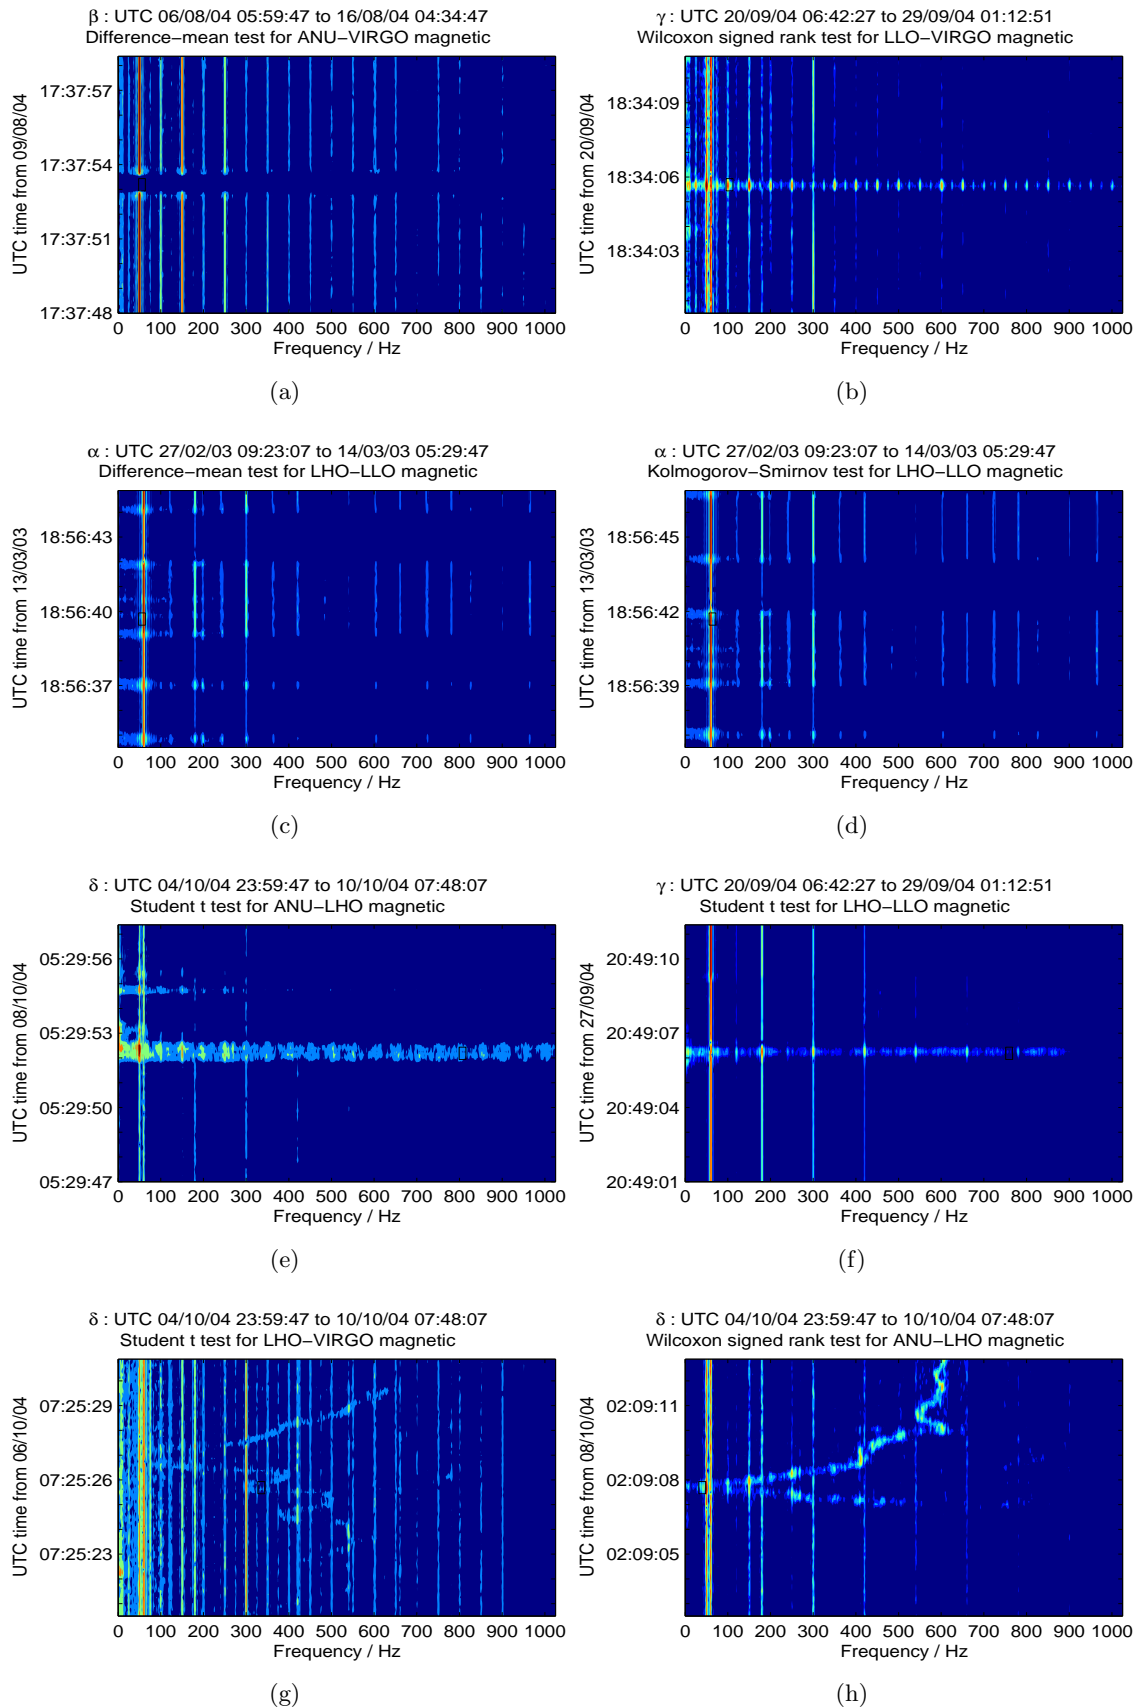 β : UTC 06/08/04 05:59:47 to 16/08/04 04:34:47
Difference−mean test for ANU−VIRGO magnetic
UTC time from 09/08/04
17:37:57
17:37:54
17:37:51
17:37:48
0 100 200 300 400 500 600 700 800 900 1000
Frequency / Hz
(a)
γ : UTC 20/09/04 06:42:27 to 29/09/04 01:12:51
Wilcoxon signed rank test for LLO−VIRGO magnetic
UTC time from 20/09/04
18:34:09
18:34:06
18:34:03
0 100 200 300 400 500 600 700 800 900 1000
Frequency / Hz
(b)
α : UTC 27/02/03 09:23:07 to 14/03/03 05:29:47
Difference−mean test for LHO−LLO magnetic
UTC time from 13/03/03
18:56:43
18:56:40
18:56:37
0 100 200 300 400 500 600 700 800 900 1000
Frequency / Hz
(c)
α : UTC 27/02/03 09:23:07 to 14/03/03 05:29:47
Kolmogorov−Smirnov test for LHO−LLO magnetic
UTC time from 13/03/03
18:56:45
18:56:42
18:56:39
0 100 200 300 400 500 600 700 800 900 1000
Frequency / Hz
(d)
δ : UTC 04/10/04 23:59:47 to 10/10/04 07:48:07
Student t test for ANU−LHO magnetic
UTC time from 08/10/04
05:29:56
05:29:53
05:29:50
05:29:47
0 100 200 300 400 500 600 700 800 900 1000
Frequency / Hz
(e)
γ : UTC 20/09/04 06:42:27 to 29/09/04 01:12:51
Student t test for LHO−LLO magnetic
UTC time from 27/09/04
20:49:10
20:49:07
20:49:04
20:49:01
0 100 200 300 400 500 600 700 800 900 1000
Frequency / Hz
(f)
δ : UTC 04/10/04 23:59:47 to 10/10/04 07:48:07
Student t test for LHO−VIRGO magnetic
UTC time from 06/10/04
07:25:29
07:25:26
07:25:23
0 100 200 300 400 500 600 700 800 900 1000
Frequency / Hz
(g)
δ : UTC 04/10/04 23:59:47 to 10/10/04 07:48:07
Wilcoxon signed rank test for ANU−LHO magnetic
UTC time from 08/10/04
02:09:11
02:09:08
02:09:05
0 100 200 300 400 500 600 700 800 900 1000
Frequency / Hz
(h)